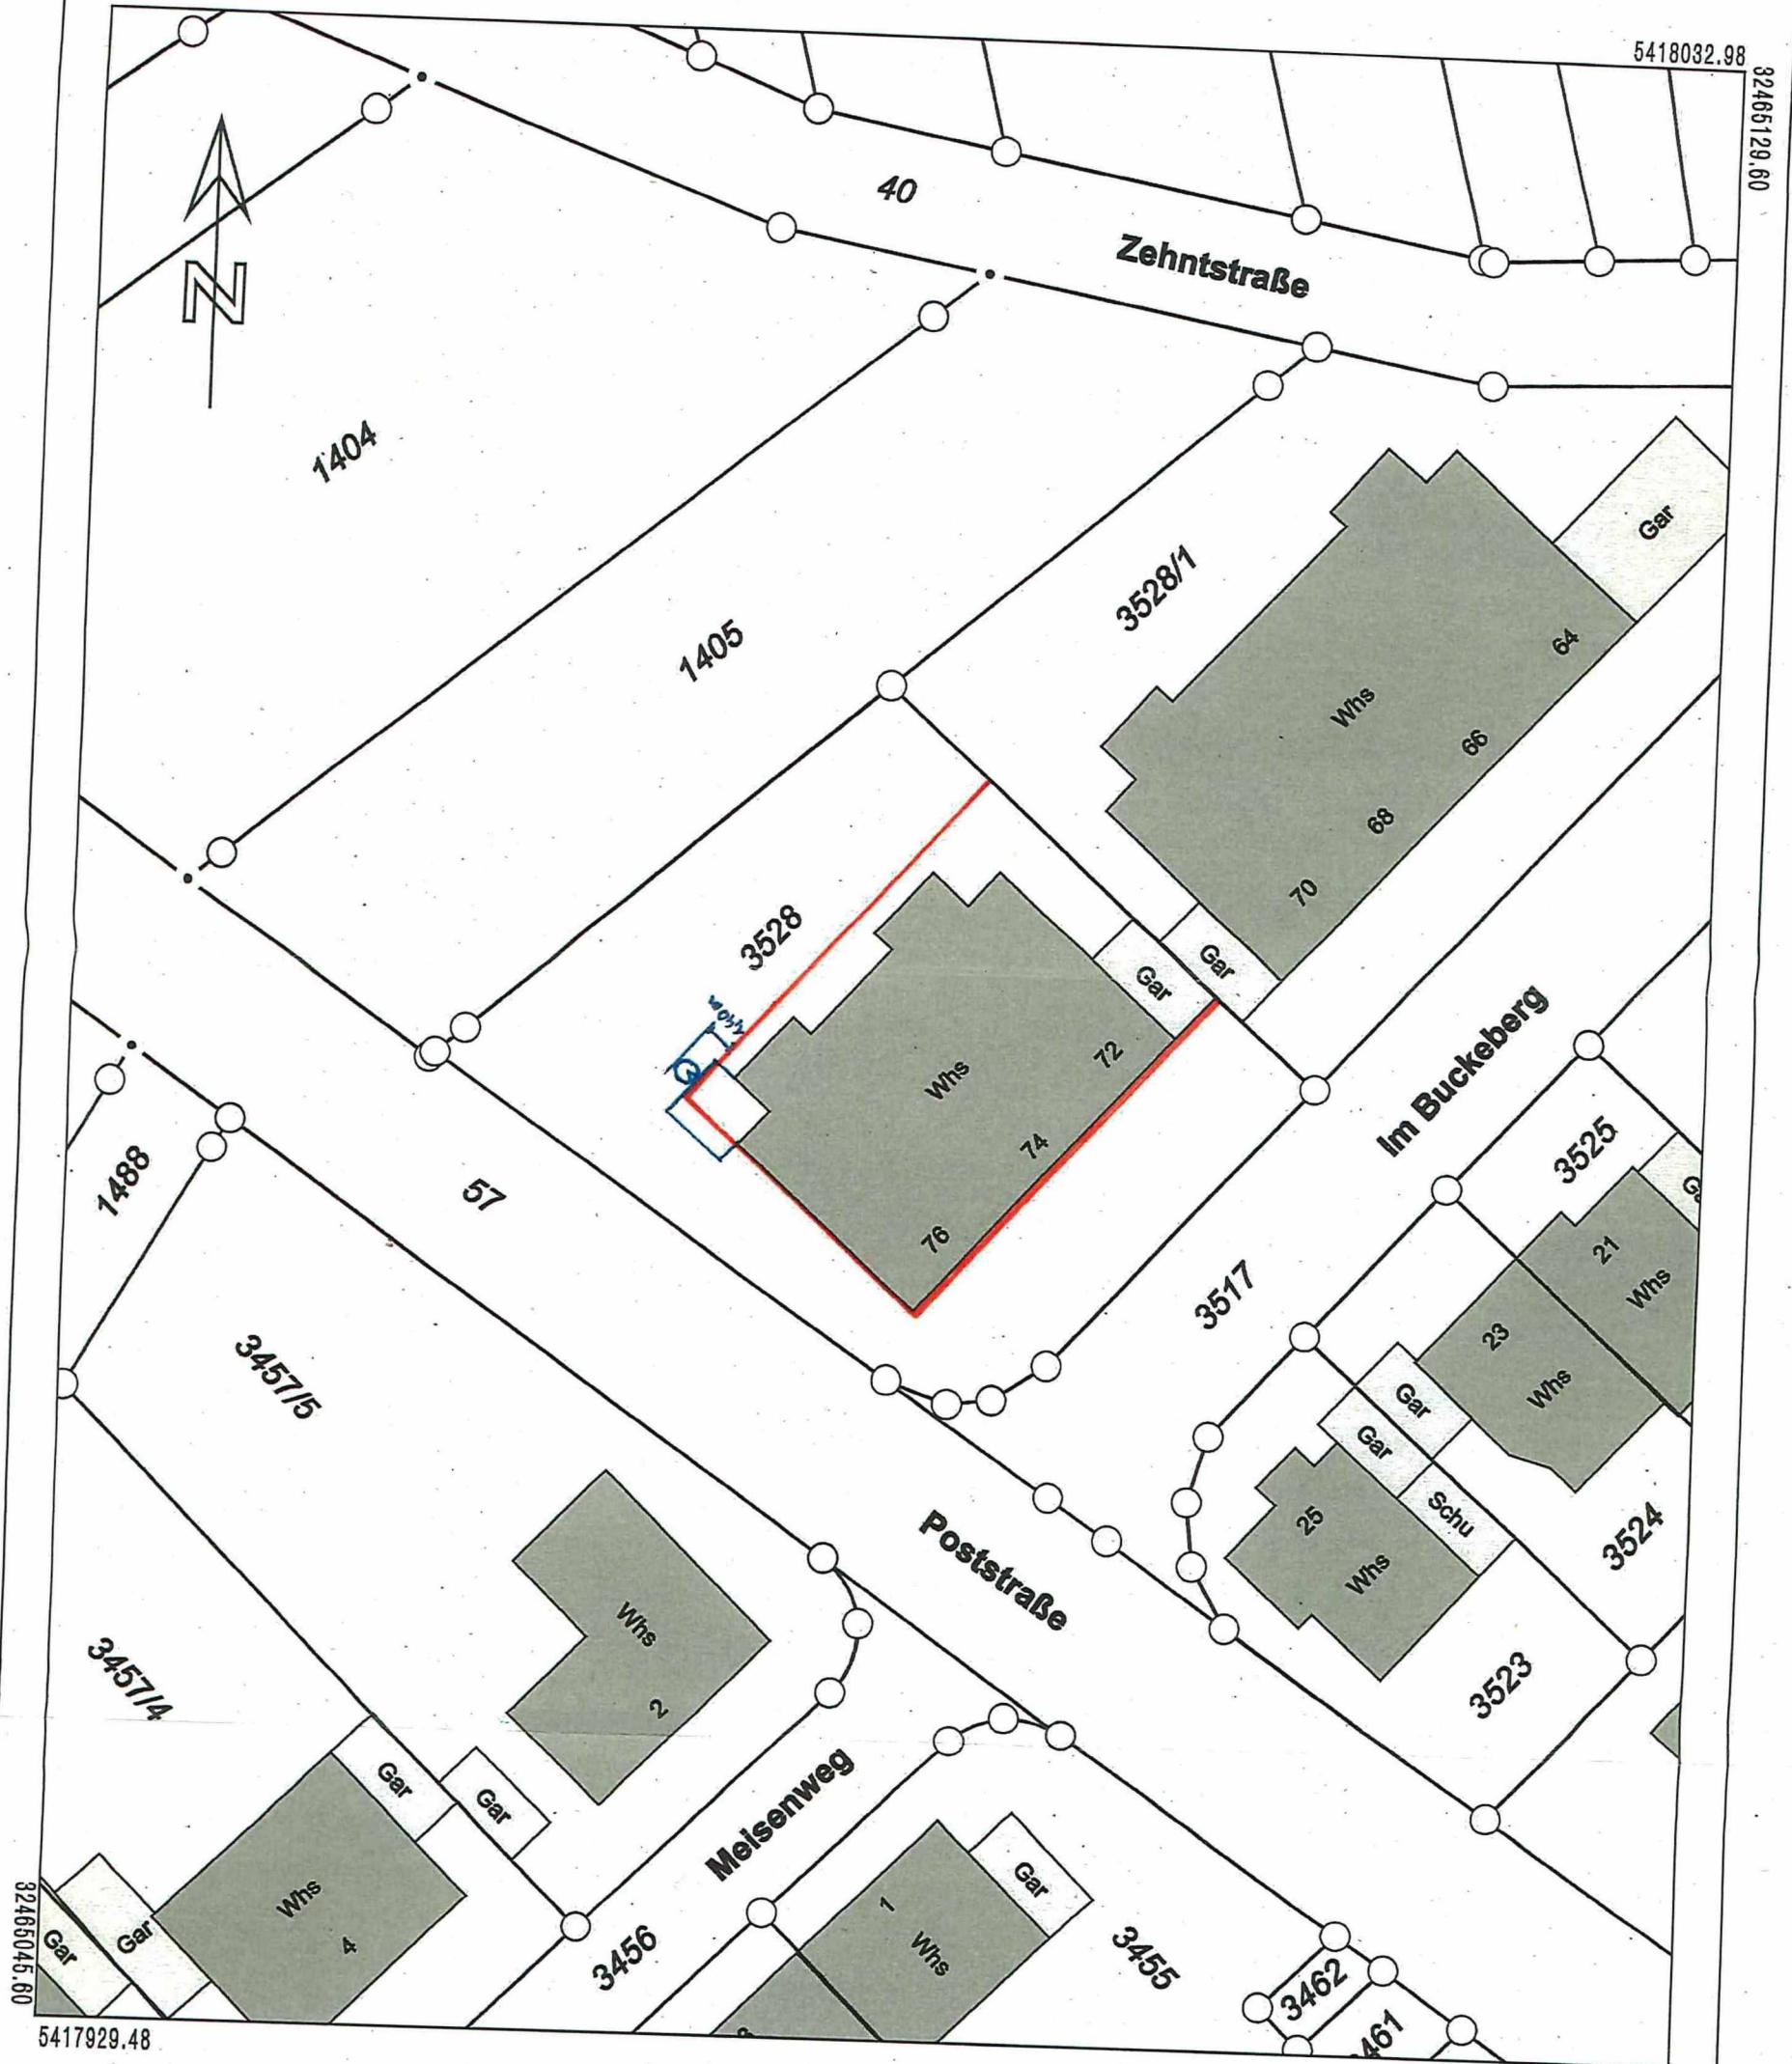 5418032.98
32465129.60
40
Zehntstraße
N
1404
Gar
3528/1
64
1405
Whs
66
68
70
3528
Gar
Gar
Im Buckeberg
72
Whs
G
74
3525
1488
57
76
21
Whs
3517
23
3457/5
Whs
Gar
Gar
Schu
25
Poststraße
3524
Whs
Whs
3457/4
2
3523
Gar
Gar
Meisenweg
Whs
4
Gar
Gar
1
Gar
Whs
3456
3455
3462
32465045.60
5417929.48